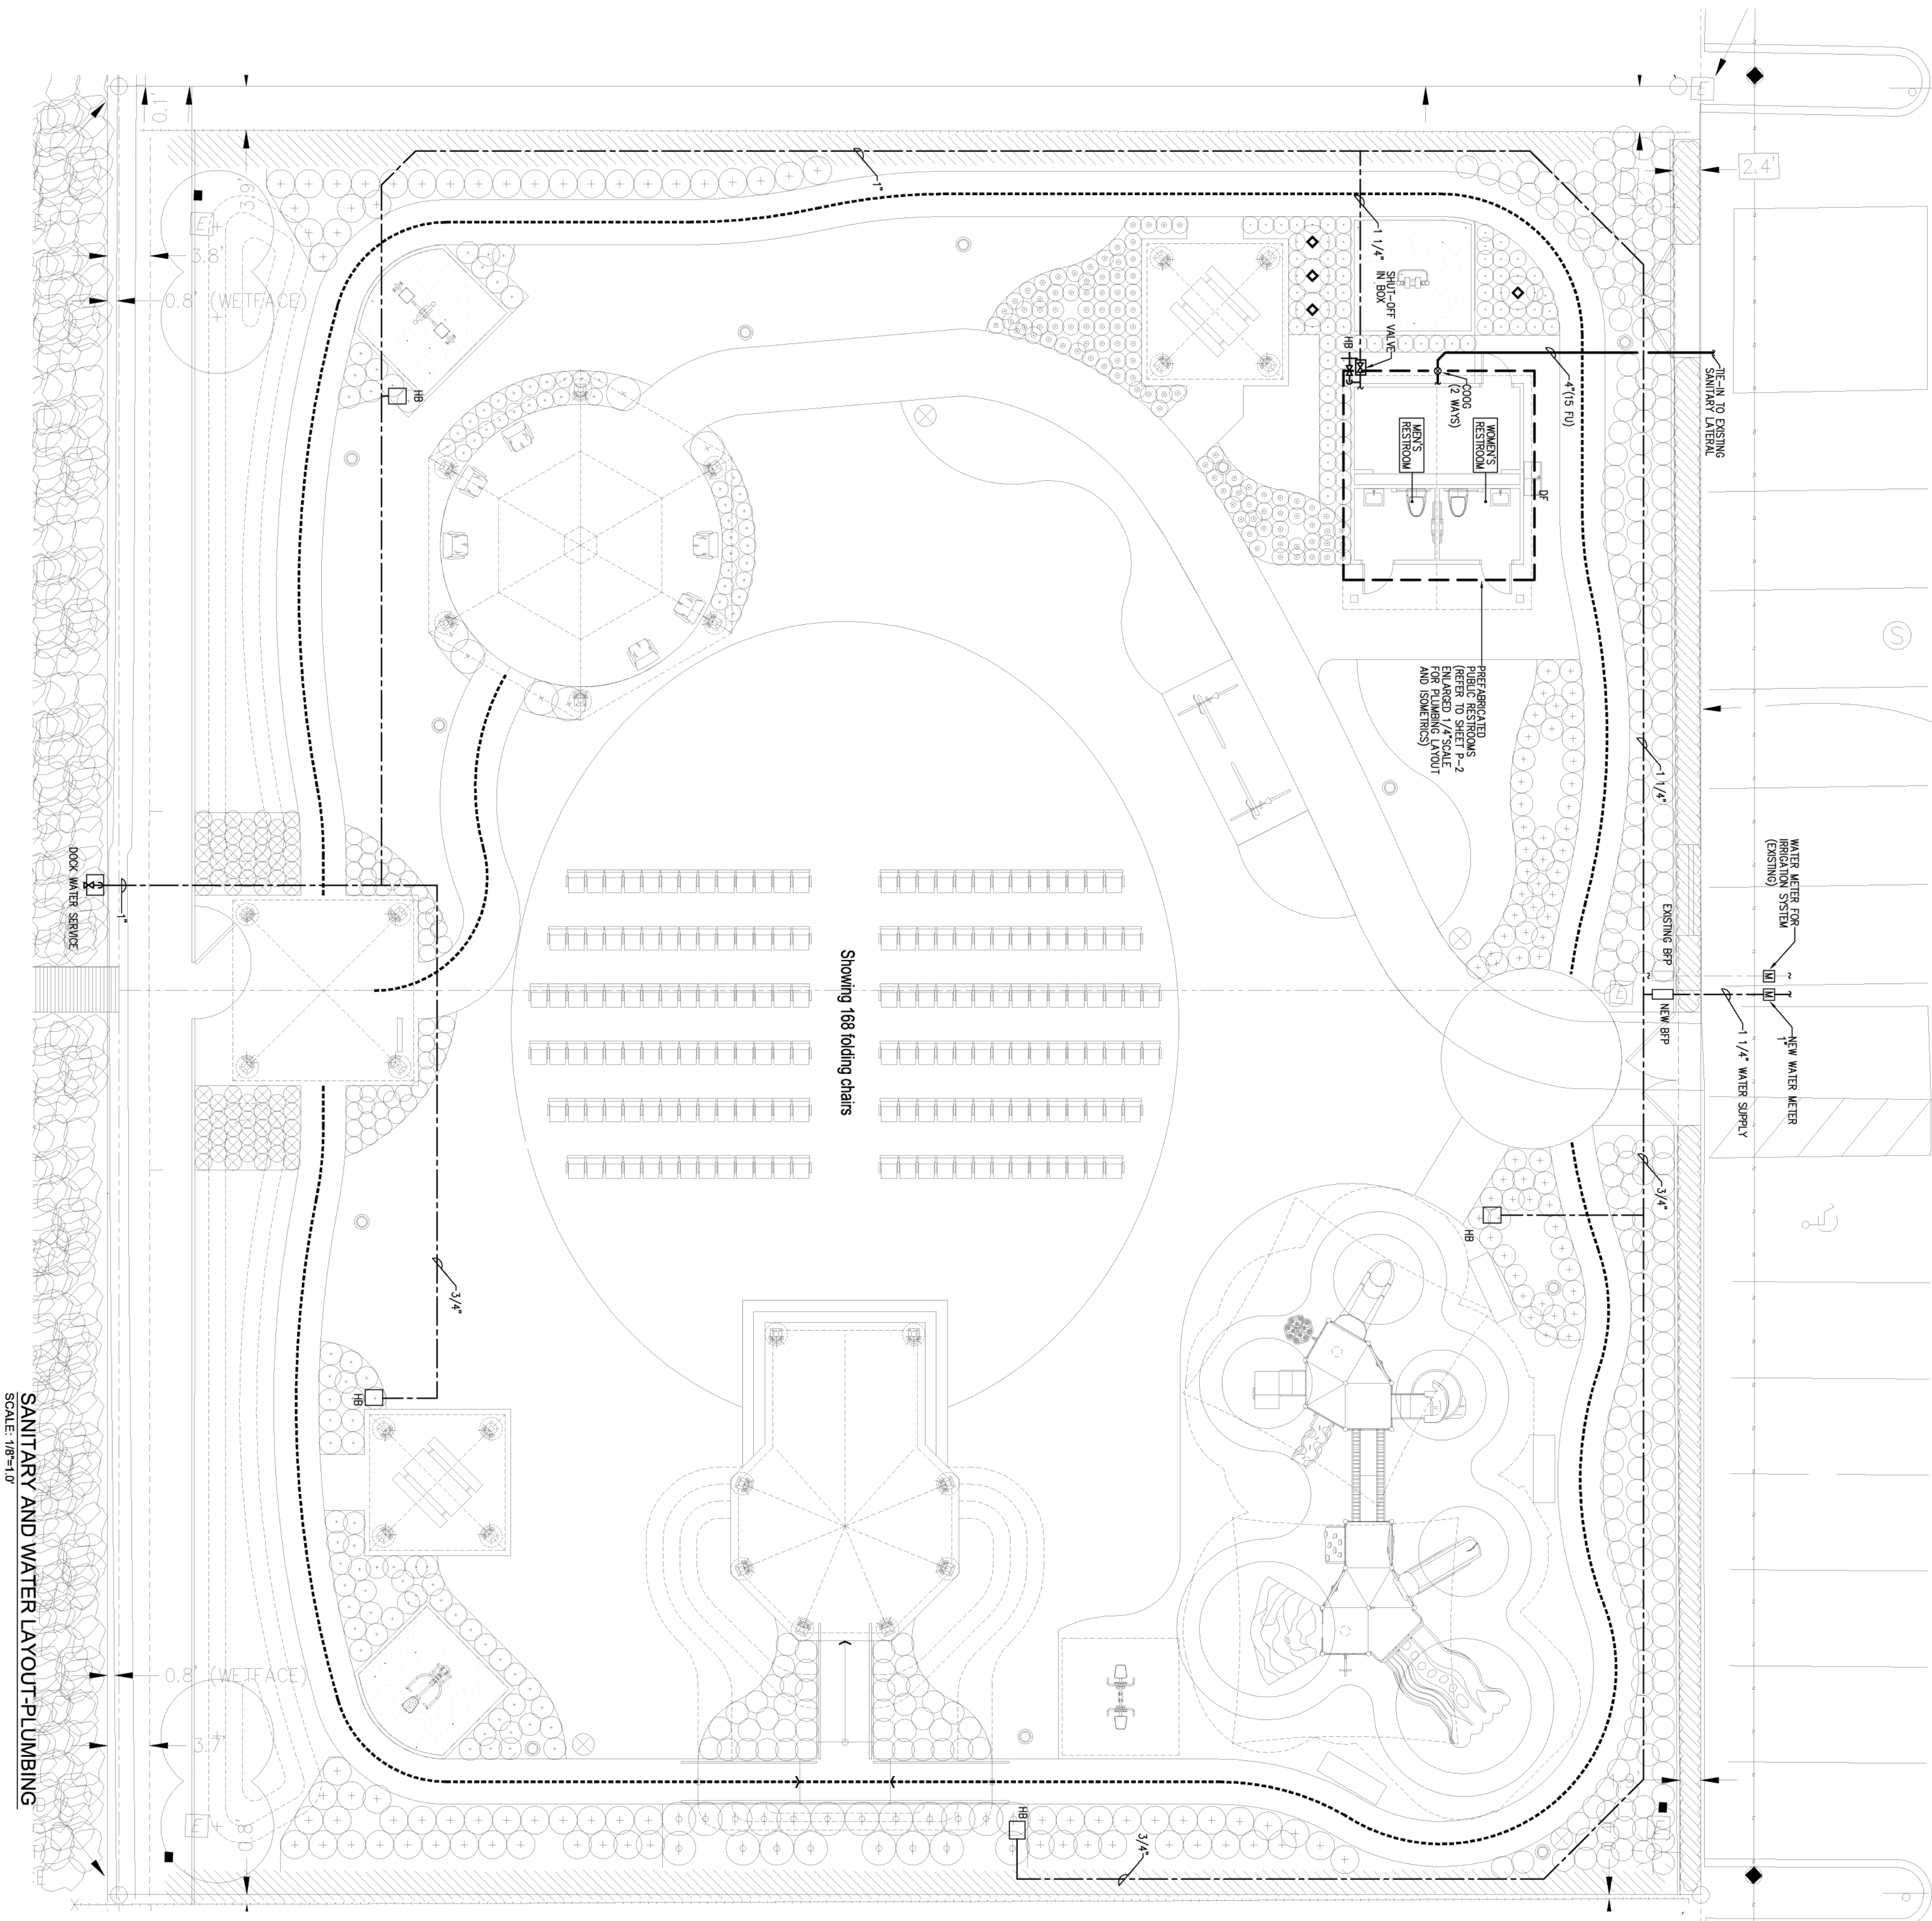 SANITARY AND WATER LAYOUT-PLUMBING
SCALE: 1/8"=1.0'
TIE-IN TO EXISTING
SANITARY LATERAL
4"(15 FU)
COOG
(2 WAYS)
SHUT-OFF VALVE
IN BOX
HB
1 1/4"
1"
WOMEN'S
RESTROOM
MEN'S
RESTROOM
DF
PREFABRICATED
PUBLIC RESTROOMS
(REFER TO SHEET P-2
ENLARGED 1/4"SCALE
FOR PLUMBING LAYOUT
AND ISOMETRICS)
1 1/4"
WATER METER FOR
IRRIGATION SYSTEM
(EXISTING)
EXISTING BFP
M
M
NEW BFP
NEW WATER METER
1"
1 1/4" WATER SUPPLY
3/4"
HB
HB
3/4"
HB
3/4"
HB
DOCK WATER SERVICE
1"
Showing 168 folding chairs
2.4'
0.1'
3.9'
3.8'
0.8' (WETFACE)
0.8' (WETFACE)
3.7'
E
E
E
E
S